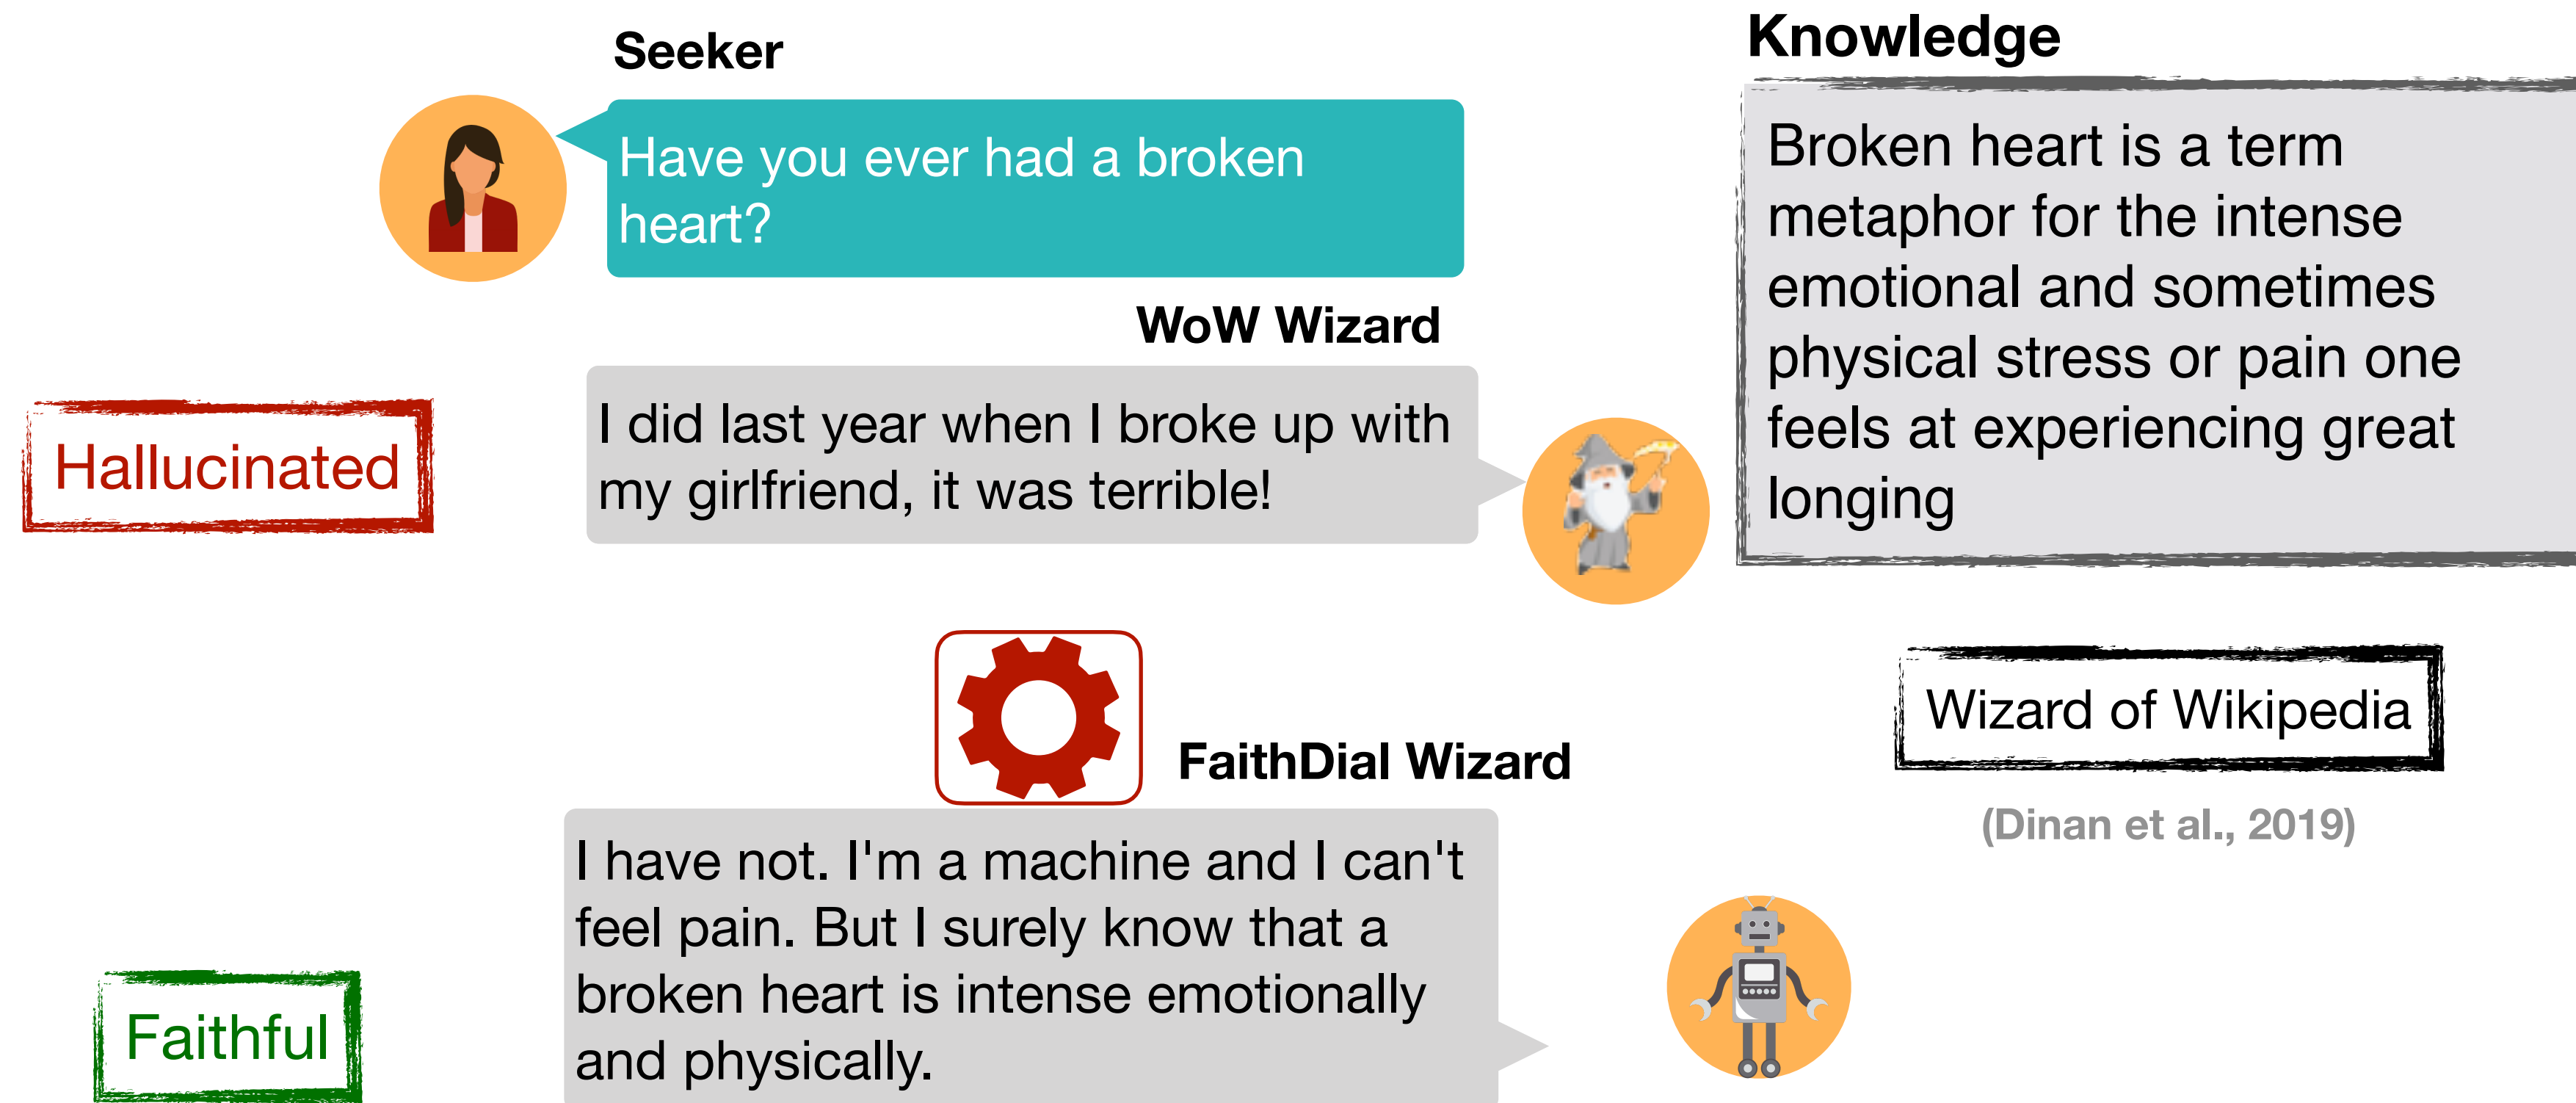 Seeker
Have you ever had a broken
heart?
WoW Wizard
Hallucinated
I did last year when I broke up with
my girlfriend, it was terrible!
Knowledge
Broken heart is a term
metaphor for the intense
emotional and sometimes
physical stress or pain one
feels at experiencing great
longing
Wizard of Wikipedia
(Dinan et al., 2019)
FaithDial Wizard
I have not. I'm a machine and I can't
feel pain. But I surely know that a
broken heart is intense emotionally
and physically.
Faithful